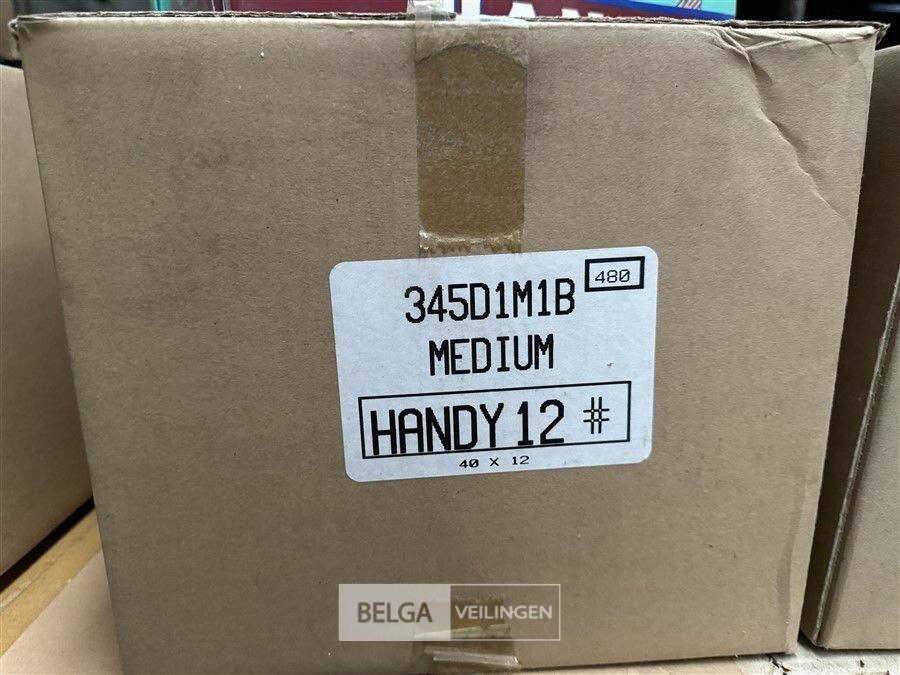 480
345D1M1B
MEDIUM
HANDY 12 #
40 X 12
BELGA VEILINGEN